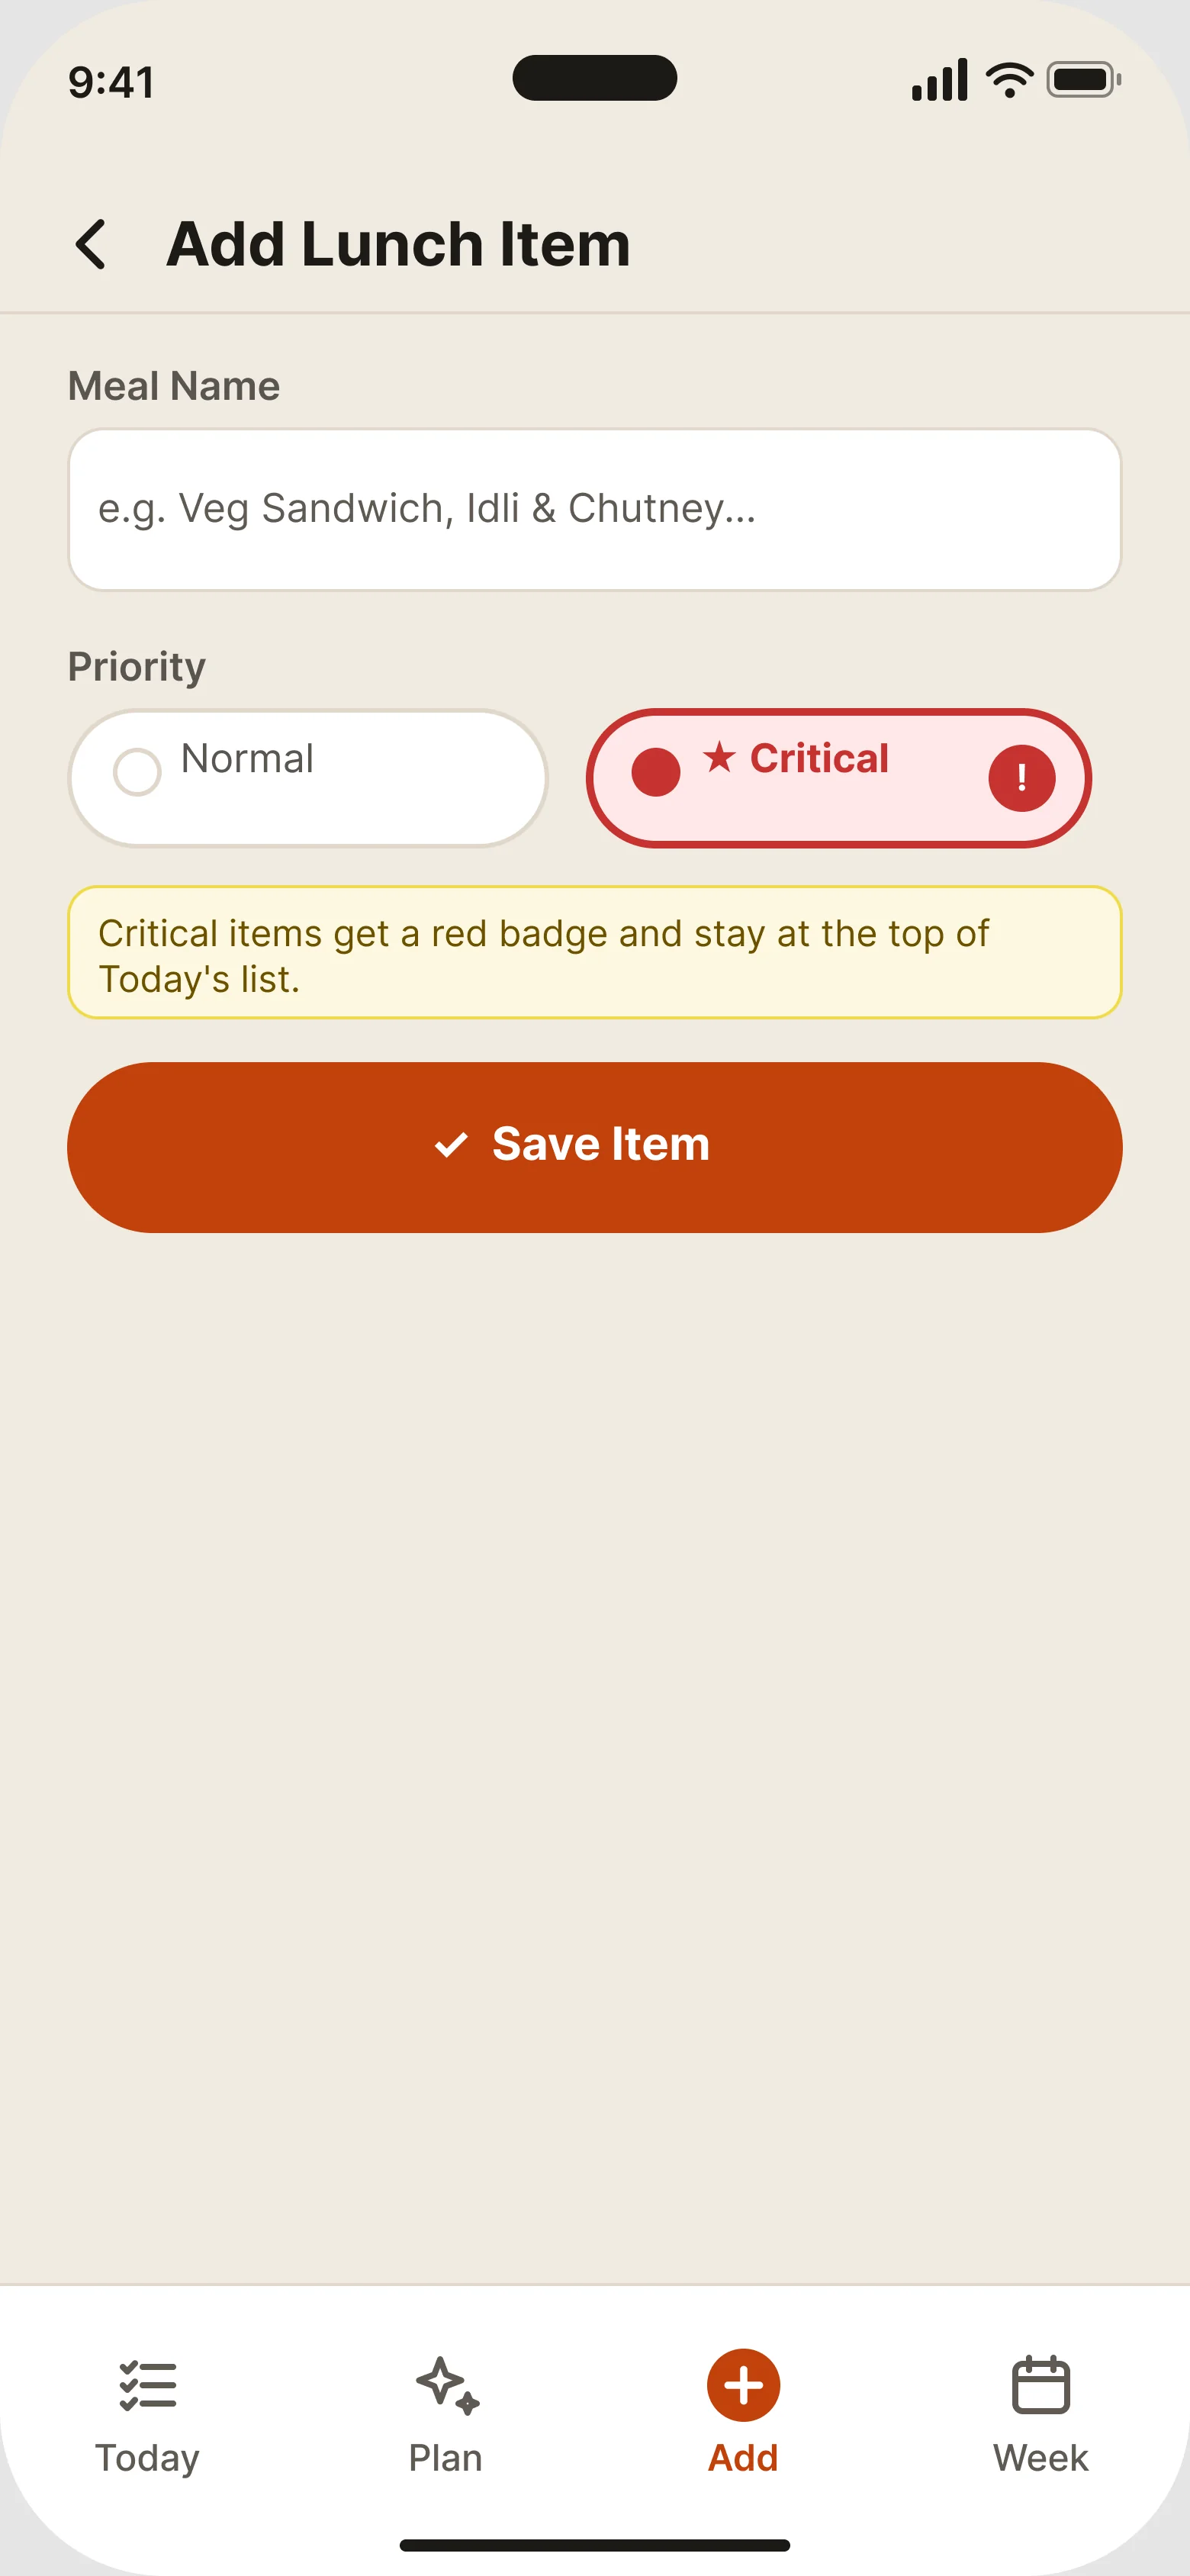 9:41
Add Lunch Item
Meal Name
e.g. Veg Sandwich, Idli & Chutney...
Priority
Normal
★ Critical !
Critical items get a red badge and stay at the top of
Today's list.
✓ Save Item
Today Plan Add Week